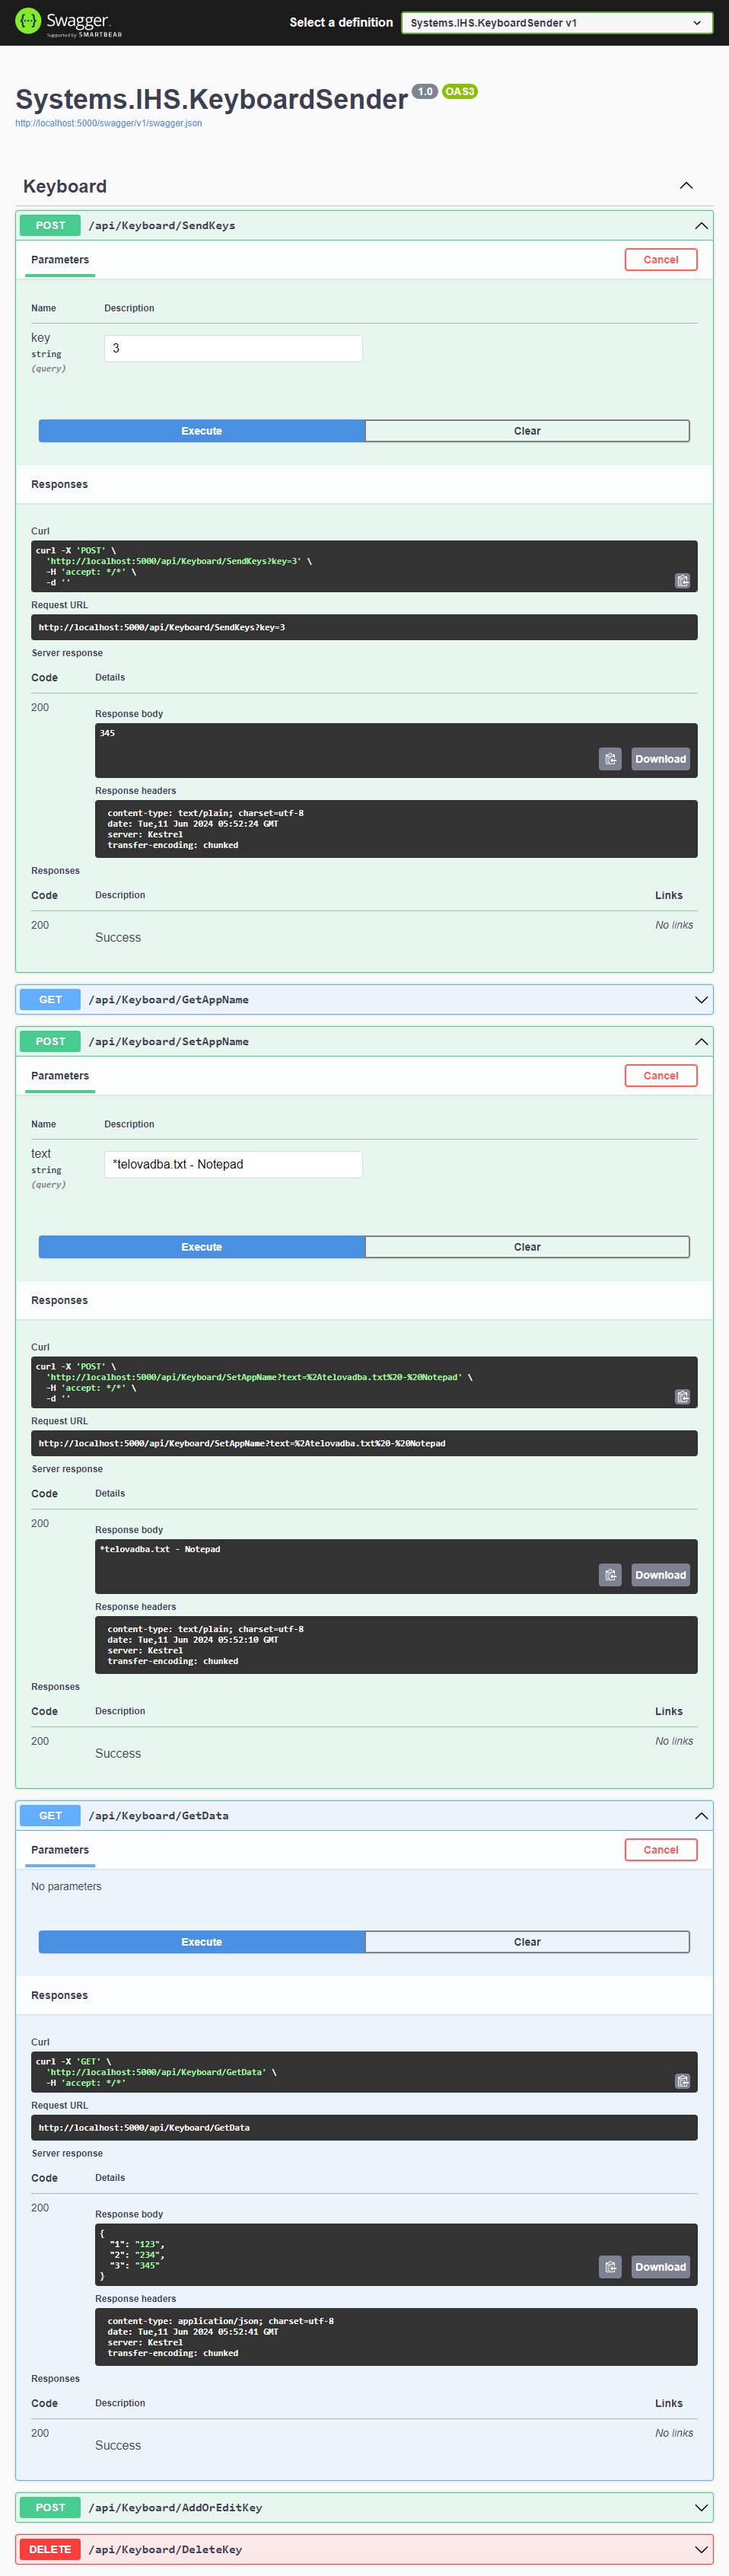 Swagger.
Supported by SMARTBEAR
Select a definition
Systems.IHS.KeyboardSender v1
Systems.IHS.KeyboardSender 1.0 OAS3
http://localhost:5000/swagger/v1/swagger.json
Keyboard
POST /api/Keyboard/SendKeys
Parameters
Cancel
Name Description
key
string
(query)
3
Execute
Clear
Responses
Curl
curl -X 'POST' \
'http://localhost:5000/api/Keyboard/SendKeys?key=3' \
-H 'accept: */*' \
-d ''
Request URL
http://localhost:5000/api/Keyboard/SendKeys?key=3
Server response
Code Details
200
Response body
345
Download
Response headers
content-type: text/plain; charset=utf-8
date: Tue,11 Jun 2024 05:52:24 GMT
server: Kestrel
transfer-encoding: chunked
Responses
Code Description Links
200
Success
No links
GET /api/Keyboard/GetAppName
POST /api/Keyboard/SetAppName
Parameters
Cancel
Name Description
text
string
(query)
*telovadba.txt - Notepad
Execute
Clear
Responses
Curl
curl -X 'POST' \
'http://localhost:5000/api/Keyboard/SetAppName?text=%2Atelovadba.txt%20-%20Notepad' \
-H 'accept: */*' \
-d ''
Request URL
http://localhost:5000/api/Keyboard/SetAppName?text=%2Atelovadba.txt%20-%20Notepad
Server response
Code Details
200
Response body
*telovadba.txt - Notepad
Download
Response headers
content-type: text/plain; charset=utf-8
date: Tue,11 Jun 2024 05:52:10 GMT
server: Kestrel
transfer-encoding: chunked
Responses
Code Description Links
200
Success
No links
GET /api/Keyboard/GetData
Parameters
Cancel
No parameters
Execute
Clear
Responses
Curl
curl -X 'GET' \
'http://localhost:5000/api/Keyboard/GetData' \
-H 'accept: */*'
Request URL
http://localhost:5000/api/Keyboard/GetData
Server response
Code Details
200
Response body
{
"1": "123",
"2": "234",
"3": "345"
}
Download
Response headers
content-type: application/json; charset=utf-8
date: Tue,11 Jun 2024 05:52:41 GMT
server: Kestrel
transfer-encoding: chunked
Responses
Code Description Links
200
Success
No links
POST /api/Keyboard/AddOrEditKey
DELETE /api/Keyboard/DeleteKey